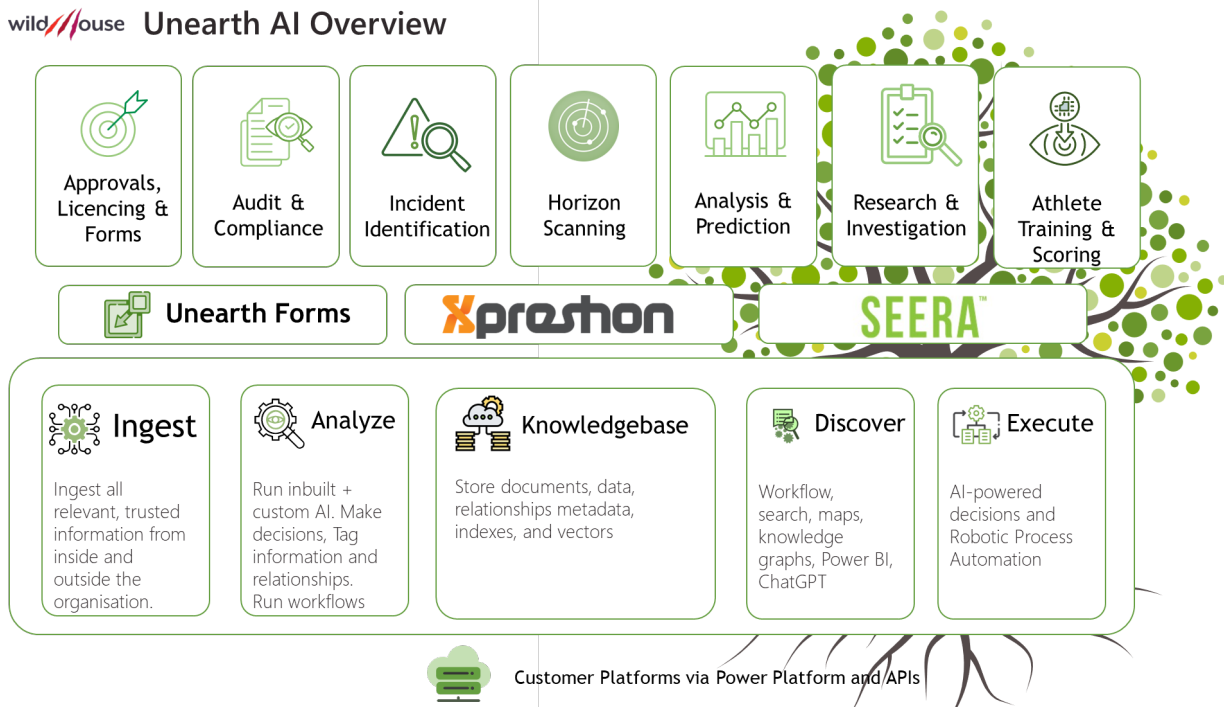 wildMouse Unearth AI Overview
Approvals,
Licencing &
Forms
Audit &
Compliance
Incident
Identification
Horizon
Scanning
Analysis &
Prediction
Research &
Investigation
Athlete
Training &
Scoring
Unearth Forms
Xpreshon
SEERA™
Ingest
Ingest all
relevant, trusted
information from
inside and
outside the
organisation.
Analyze
Run inbuilt +
custom AI. Make
decisions, Tag
information and
relationships.
Run workflows
Knowledgebase
Store documents, data,
relationships metadata,
indexes, and vectors
Discover
Workflow,
search, maps,
knowledge
graphs, Power BI,
ChatGPT
Execute
AI-powered
decisions and
Robotic Process
Automation
Customer Platforms via Power Platform and APIs